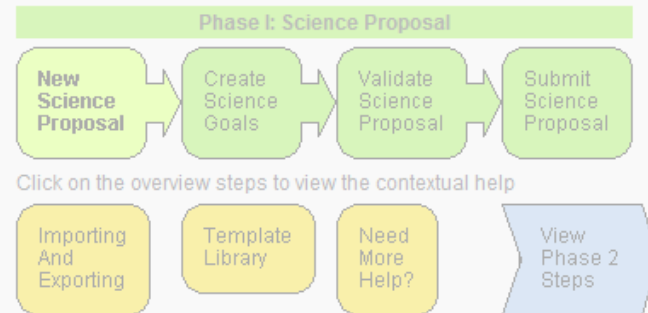 Phase I: Science Proposal
New
Science
Proposal
Create
Science
Goals
Validate
Science
Proposal
Submit
Science
Proposal
Click on the overview steps to view the contextual help
Importing
And
Exporting
Template
Library
Need
More
Help?
View
Phase 2
Steps